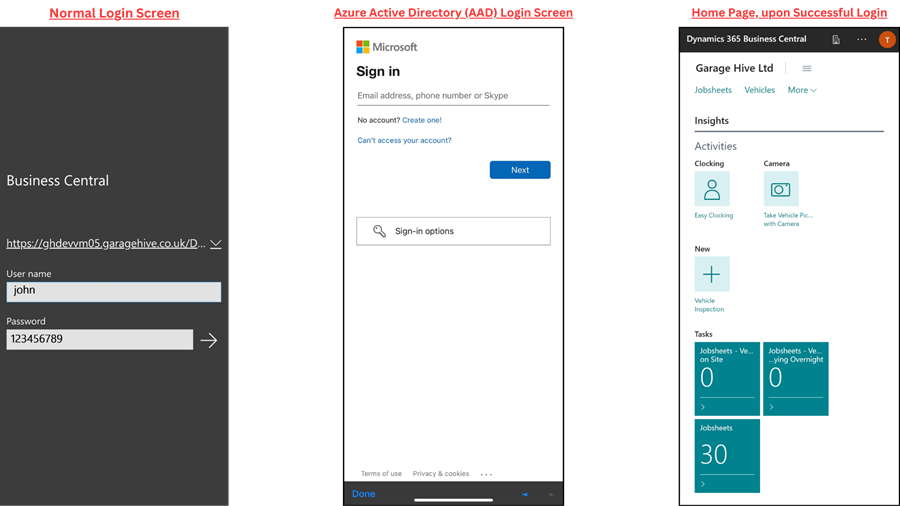 Normal Login Screen
Business Central
https://ghdevvm05.garagehive.co.uk/D...
User name
john
Password
123456789
Azure Active Directory (AAD) Login Screen
Microsoft
Sign in
Email address, phone number or Skype
No account? Create one!
Can't access your account?
Next
Sign-in options
Terms of use Privacy & cookies ...
Done
Home Page, upon Successful Login
Dynamics 365 Business Central ... T
Garage Hive Ltd
Jobsheets Vehicles More
Insights
Activities
Clocking Camera
Easy Clocking
Take Vehicle Pic...
with Camera
New
Vehicle
Inspection
Tasks
Jobsheets - Ve...
on Site
0
Jobsheets - Ve...
...ying Overnight
0
Jobsheets
30